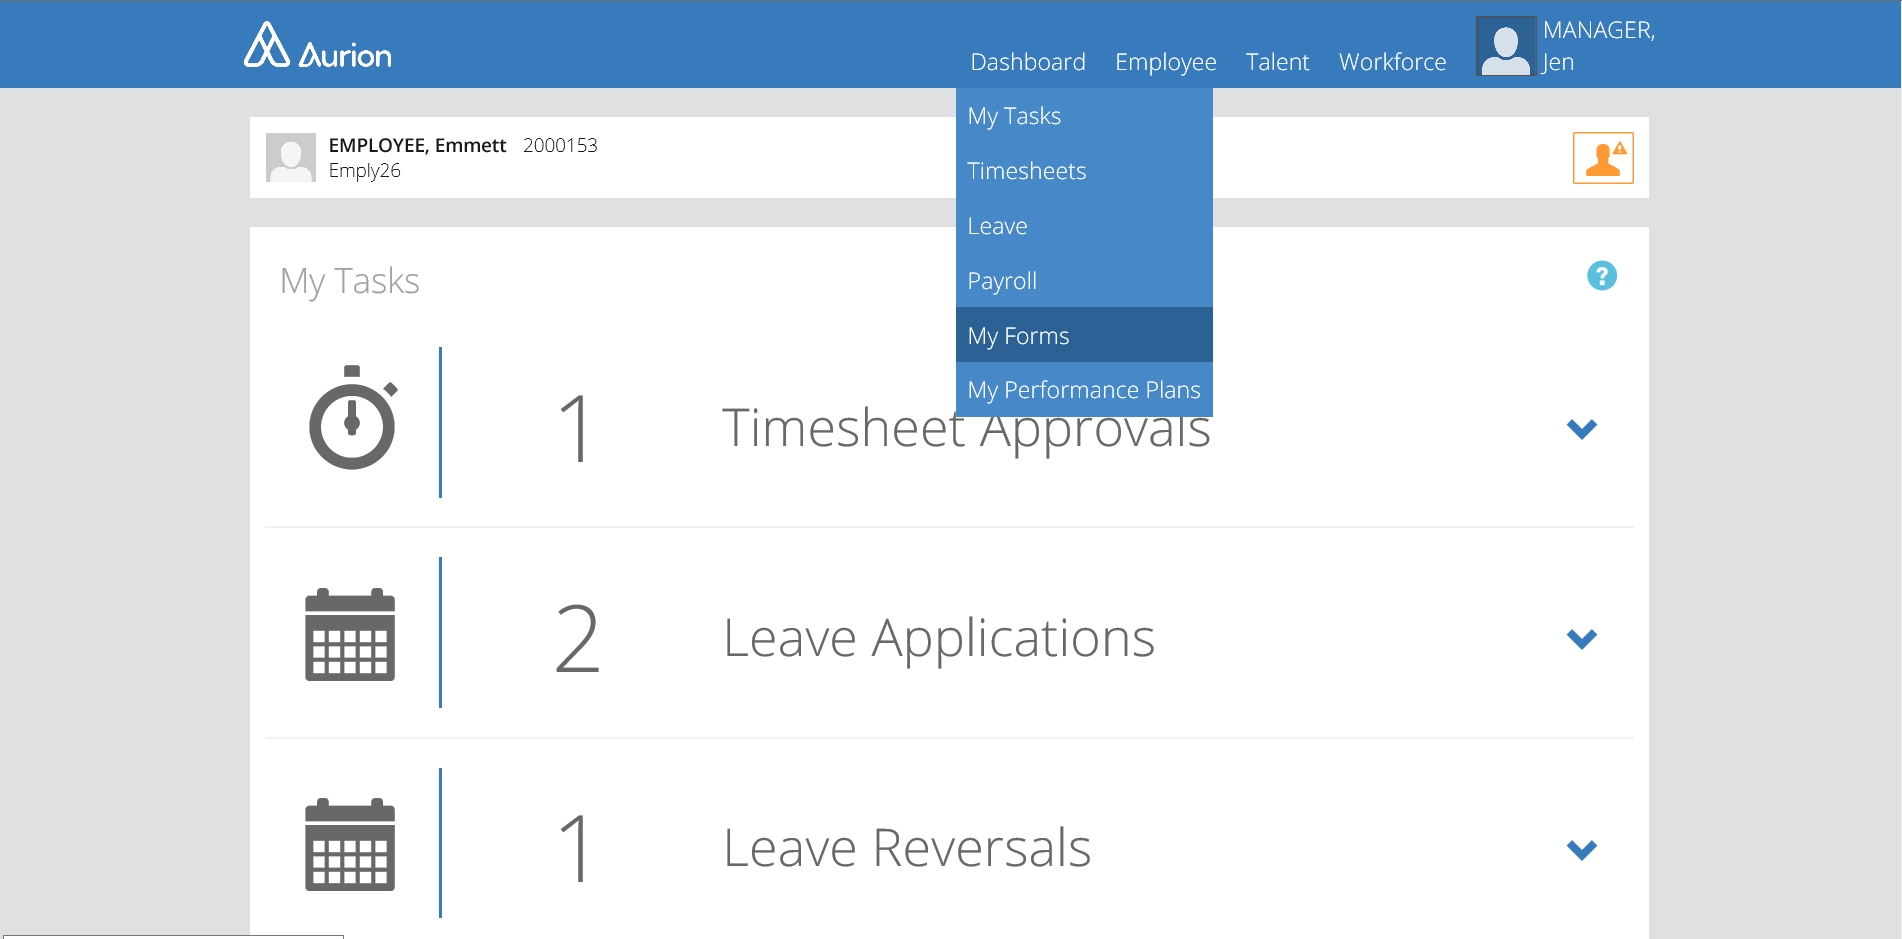 Aurion
Dashboard Employee Talent Workforce
MANAGER,
Jen
My Tasks
Timesheets
Leave
Payroll
My Forms
My Performance Plans
EMPLOYEE, Emmett 2000153
Emply26
My Tasks
?
1 Timesheet Approvals
2 Leave Applications
1 Leave Reversals